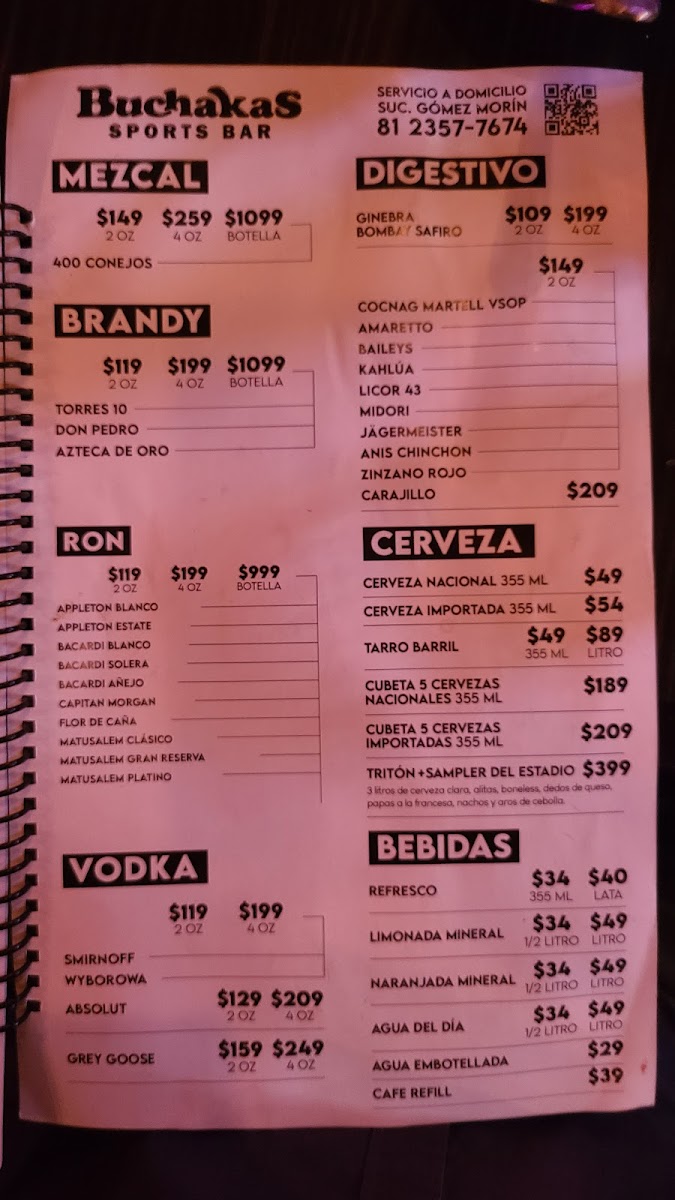 Buchakas
SPORTS BAR
SERVICIO A DOMICILIO
SUC. GÓMEZ MORÍN
81 2357-7674
MEZCAL
$149 $259 $1099
2 OZ 4 OZ BOTELLA
400 CONEJOS
BRANDY
$119 $199 $1099
2 OZ 4 OZ BOTELLA
TORRES 10
DON PEDRO
AZTECA DE ORO
RON
$119 $199 $999
2 OZ 4 OZ BOTELLA
APPLETON BLANCO
APPLETON ESTATE
BACARDI BLANCO
BACARDI SOLERA
BACARDI AÑEJO
CAPITAN MORGAN
FLOR DE CAÑA
MATUSALEM CLÁSICO
MATUSALEM GRAN RESERVA
MATUSALEM PLATINO
VODKA
$119 $199
2 OZ 4 OZ
SMIRNOFF
WYBOROWA
ABSOLUT $129 $209
2 OZ 4 OZ
GREY GOOSE $159 $249
2 OZ 4 OZ
DIGESTIVO
GINEBRA $109 $199
BOMBAY SAFIRO 2 OZ 4 OZ
$149
2 OZ
COCNAG MARTELL VSOP
AMARETTO
BAILEYS
KAHLÚA
LICOR 43
MIDORI
JÄGERMEISTER
ANIS CHINCHON
ZINZANO ROJO
CARAJILLO $209
CERVEZA
CERVEZA NACIONAL 355 ML $49
CERVEZA IMPORTADA 355 ML $54
TARRO BARRIL $49 $89
355 ML LITRO
CUBETA 5 CERVEZAS $189
NACIONALES 355 ML
CUBETA 5 CERVEZAS $209
IMPORTADAS 355 ML
TRITÓN + SAMPLER DEL ESTADIO $399
3 litros de cerveza clara, alitas, boneless, dedos de queso,
papas a la francesa, nachos y aros de cebolla.
BEBIDAS
REFRESCO $34 $40
355 ML LATA
LIMONADA MINERAL $34 $49
1/2 LITRO LITRO
NARANJADA MINERAL $34 $49
1/2 LITRO LITRO
AGUA DEL DÍA $34 $49
1/2 LITRO LITRO
AGUA EMBOTELLADA $29
CAFE REFILL $39